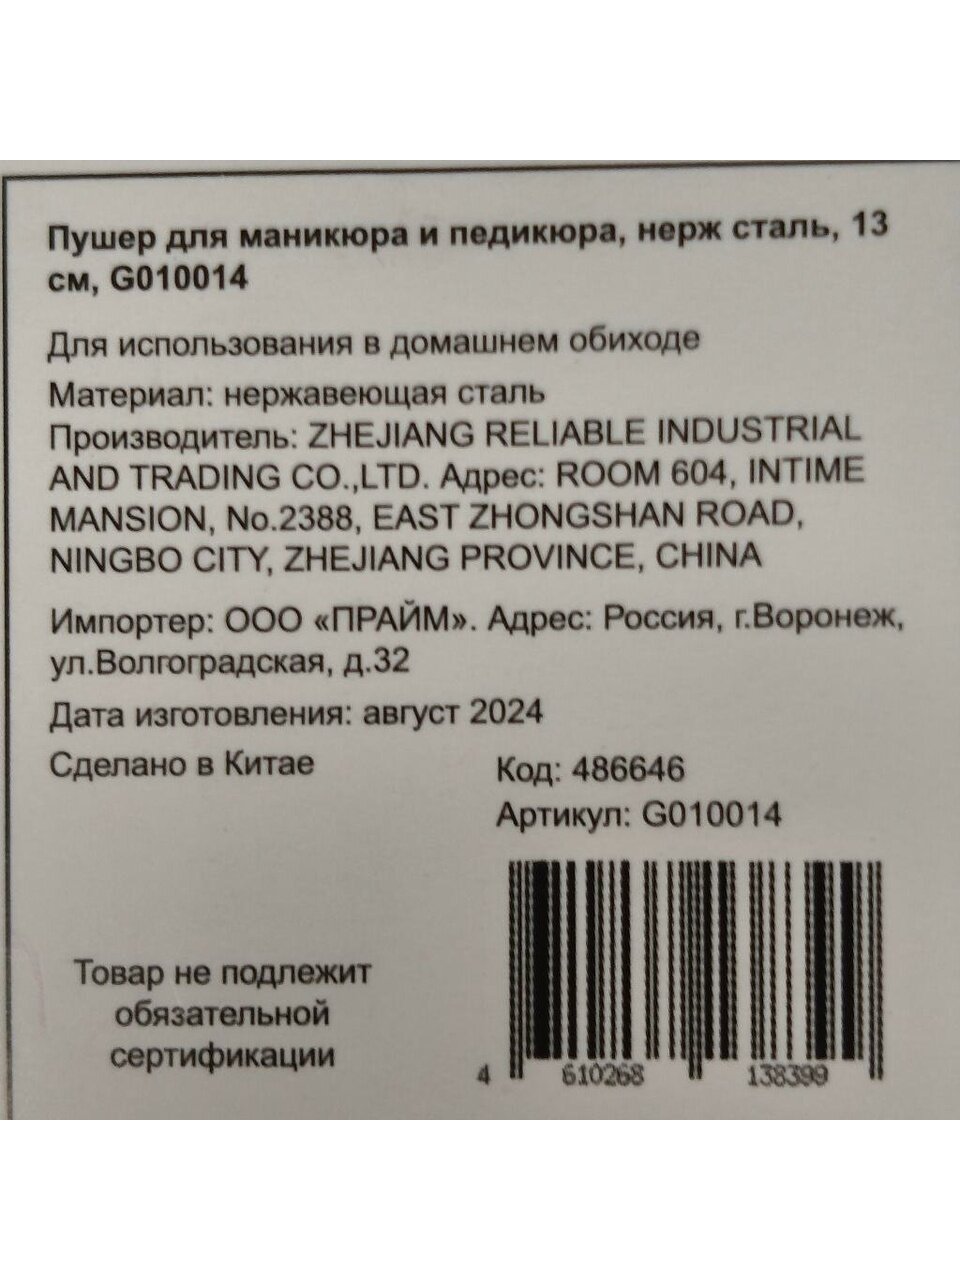 Пушер для маникюра и педикюра, нерж сталь, 13
см, G010014
Для использования в домашнем обиходе
Материал: нержавеющая сталь
Производитель: ZHEJIANG RELIABLE INDUSTRIAL
AND TRADING CO.,LTD. Адрес: ROOM 604, INTIME
MANSION, No.2388, EAST ZHONGSHAN ROAD,
NINGBO CITY, ZHEJIANG PROVINCE, CHINA
Импортер: ООО «ПРАЙМ». Адрес: Россия, г.Воронеж,
ул.Волгоградская, д.32
Дата изготовления: август 2024
Сделано в Китае
Код: 486646
Артикул: G010014
Товар не подлежит
обязательной
сертификации
4 610268 138399